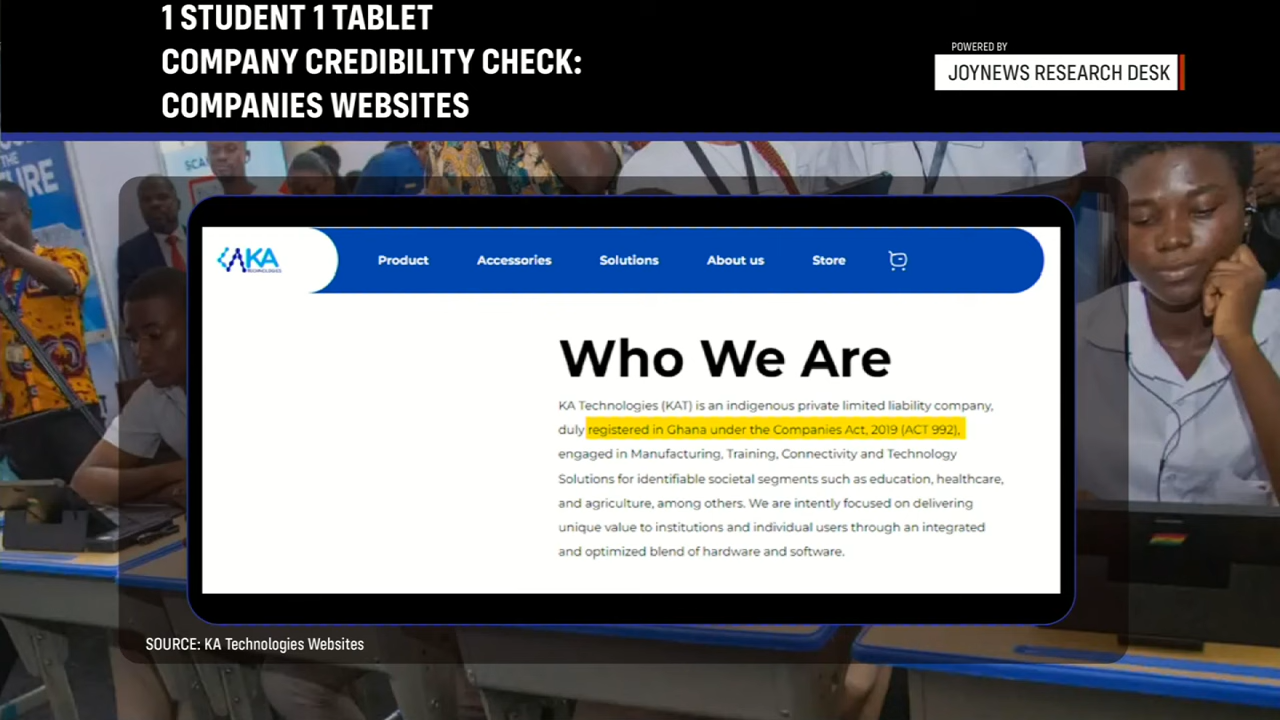 1 STUDENT 1 TABLET
COMPANY CREDIBILITY CHECK:
COMPANIES WEBSITES
POWERED BY
JOYNEWS RESEARCH DESK
THE
URE
SCA
KA
TECHNOLOGIES
Product Accessories Solutions About us Store
Who We Are
KA Technologies (KAT) is an indigenous private limited liability company,
duly registered in Ghana under the Companies Act, 2019 (ACT 992),
engaged in Manufacturing, Training, Connectivity and Technology
Solutions for identifiable societal segments such as education, healthcare,
and agriculture, among others. We are intently focused on delivering
unique value to institutions and individual users through an integrated
and optimized blend of hardware and software.
SOURCE: KA Technologies Websites